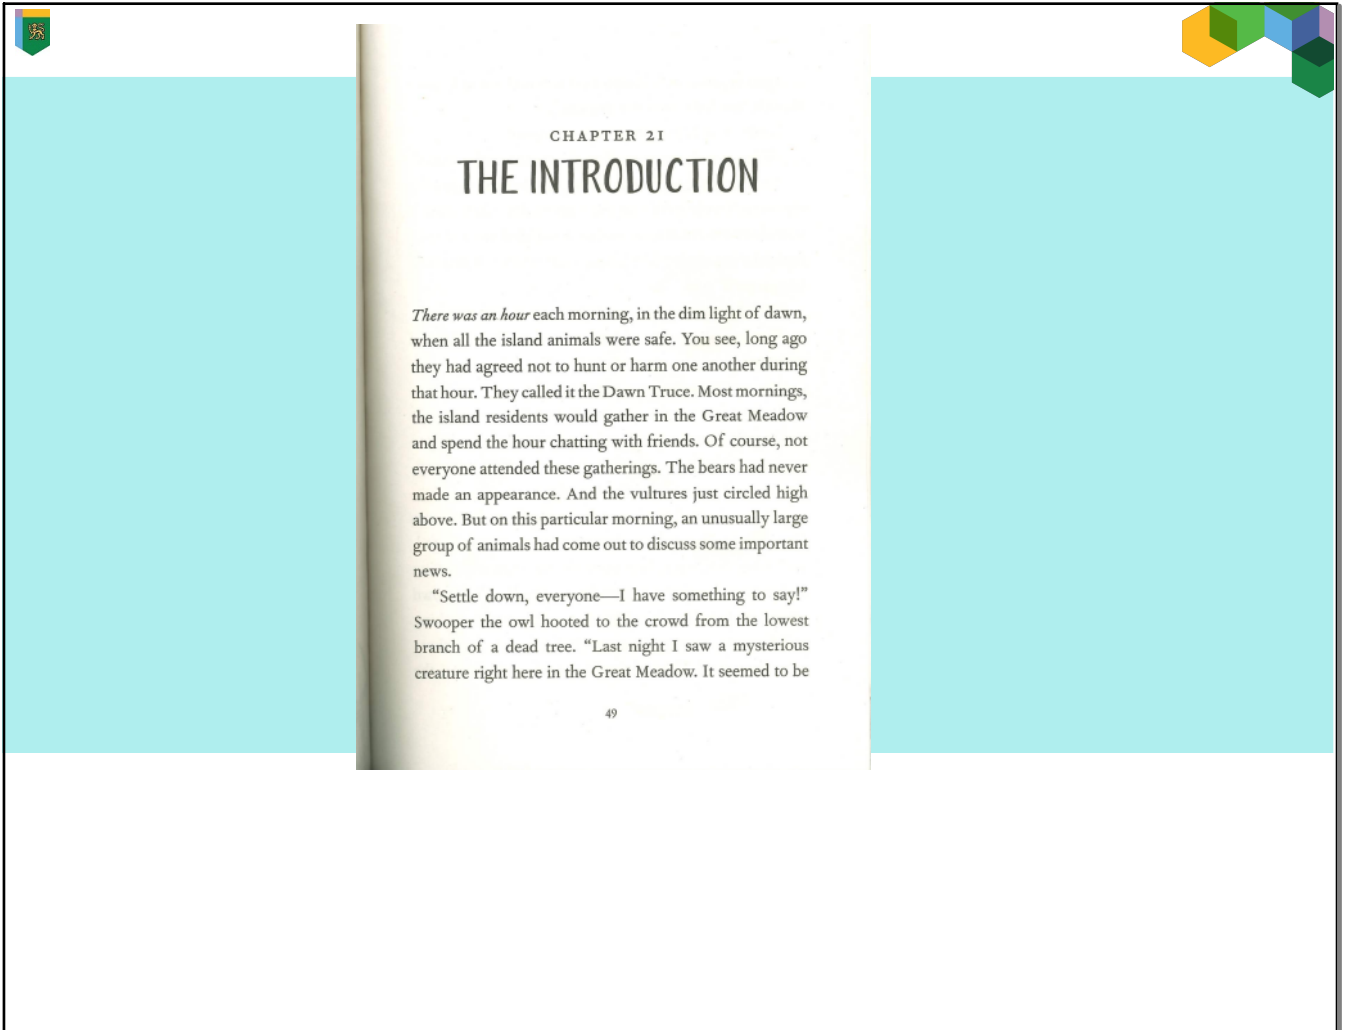 CHAPTER 21
THE INTRODUCTION
There was an hour each morning, in the dim light of dawn,
when all the island animals were safe. You see, long ago
they had agreed not to hunt or harm one another during
that hour. They called it the Dawn Truce. Most mornings,
the island residents would gather in the Great Meadow
and spend the hour chatting with friends. Of course, not
everyone attended these gatherings. The bears had never
made an appearance. And the vultures just circled high
above. But on this particular morning, an unusually large
group of animals had come out to discuss some important
news.
“Settle down, everyone—I have something to say!”
Swooper the owl hooted to the crowd from the lowest
branch of a dead tree. “Last night I saw a mysterious
creature right here in the Great Meadow. It seemed to be
49